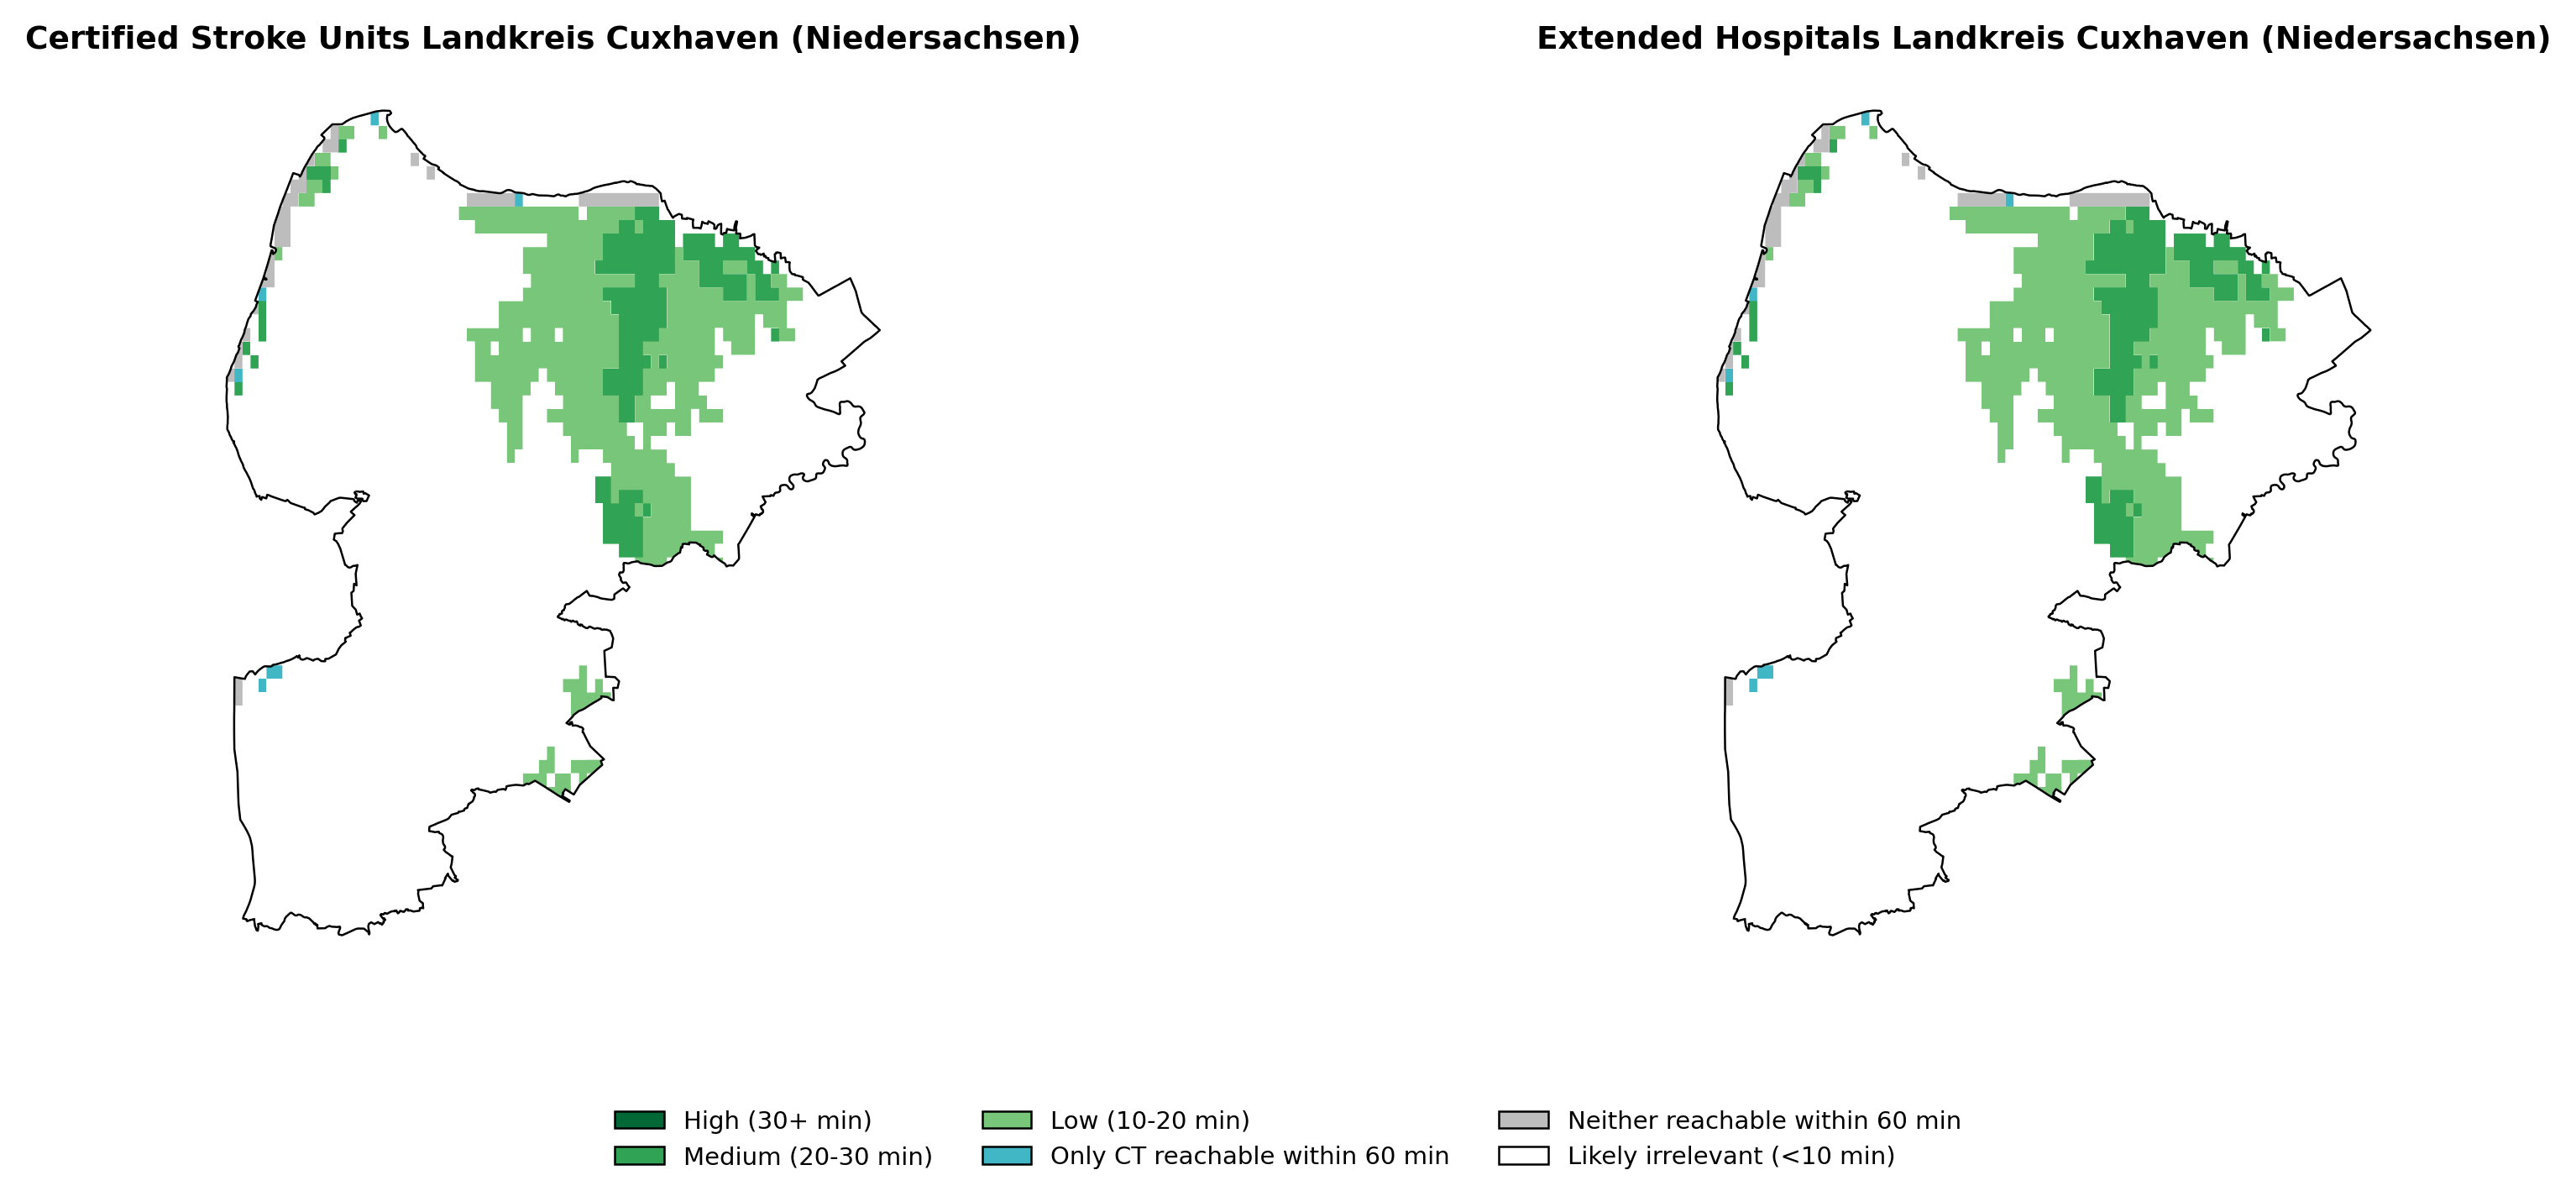 Certified Stroke Units Landkreis Cuxhaven (Niedersachsen)
Extended Hospitals Landkreis Cuxhaven (Niedersachsen)
High (30+ min)
Medium (20-30 min)
Low (10-20 min)
Only CT reachable within 60 min
Neither reachable within 60 min
Likely irrelevant (<10 min)